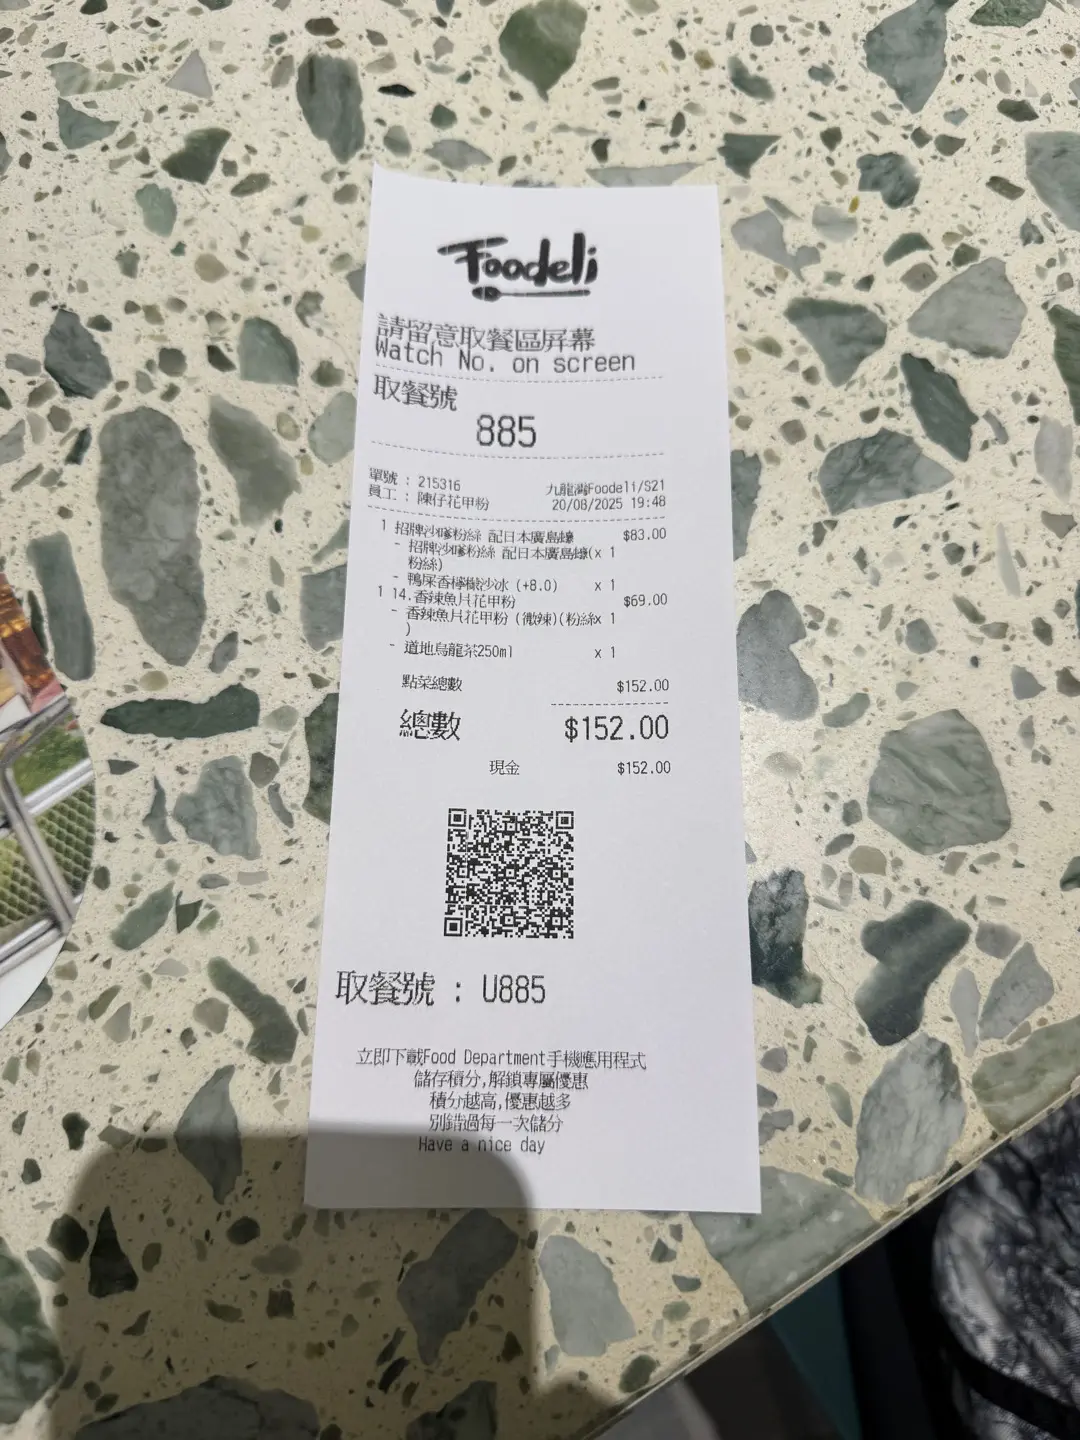 Foodeli
請留意取餐區屏幕
Watch No. on screen
取餐號
885
單號 : 215316 九龍灣Foodeli/S21
員工 : 陳仔花甲粉 20/08/2025 19:48
1 招牌沙嗲粉絲 配日本廣島蠔 $83.00
- 招牌沙嗲粉絲 配日本廣島蠔(x 1
粉絲)
- 鴨屎香檸檬沙冰 (+8.0) x 1
1 14.香辣魚片花甲粉 $69.00
- 香辣魚片花甲粉 (微辣)(粉絲x 1
)
- 道地烏龍茶250ml x 1
點菜總數 $152.00
總數 $152.00
現金 $152.00
取餐號 : U885
立即下載Food Department手機應用程式
儲存積分,解鎖專屬優惠
積分越高,優惠越多
別錯過每一次儲分
Have a nice day